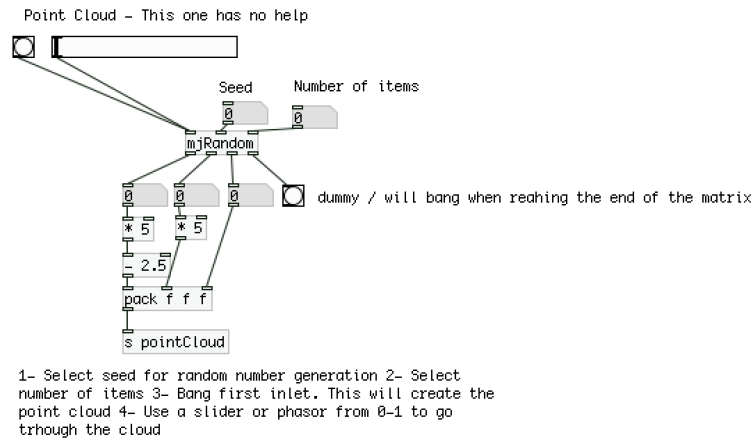 Point Cloud - This one has no help
Seed
Number of items
0
0
mjRandom
0
0
0
dummy / will bang when reahing the end of the matrix
* 5
* 5
- 2.5
pack f f f
s pointCloud
1- Select seed for random number generation 2- Select
number of items 3- Bang first inlet. This will create the
point cloud 4- Use a slider or phasor from 0-1 to go
trhough the cloud